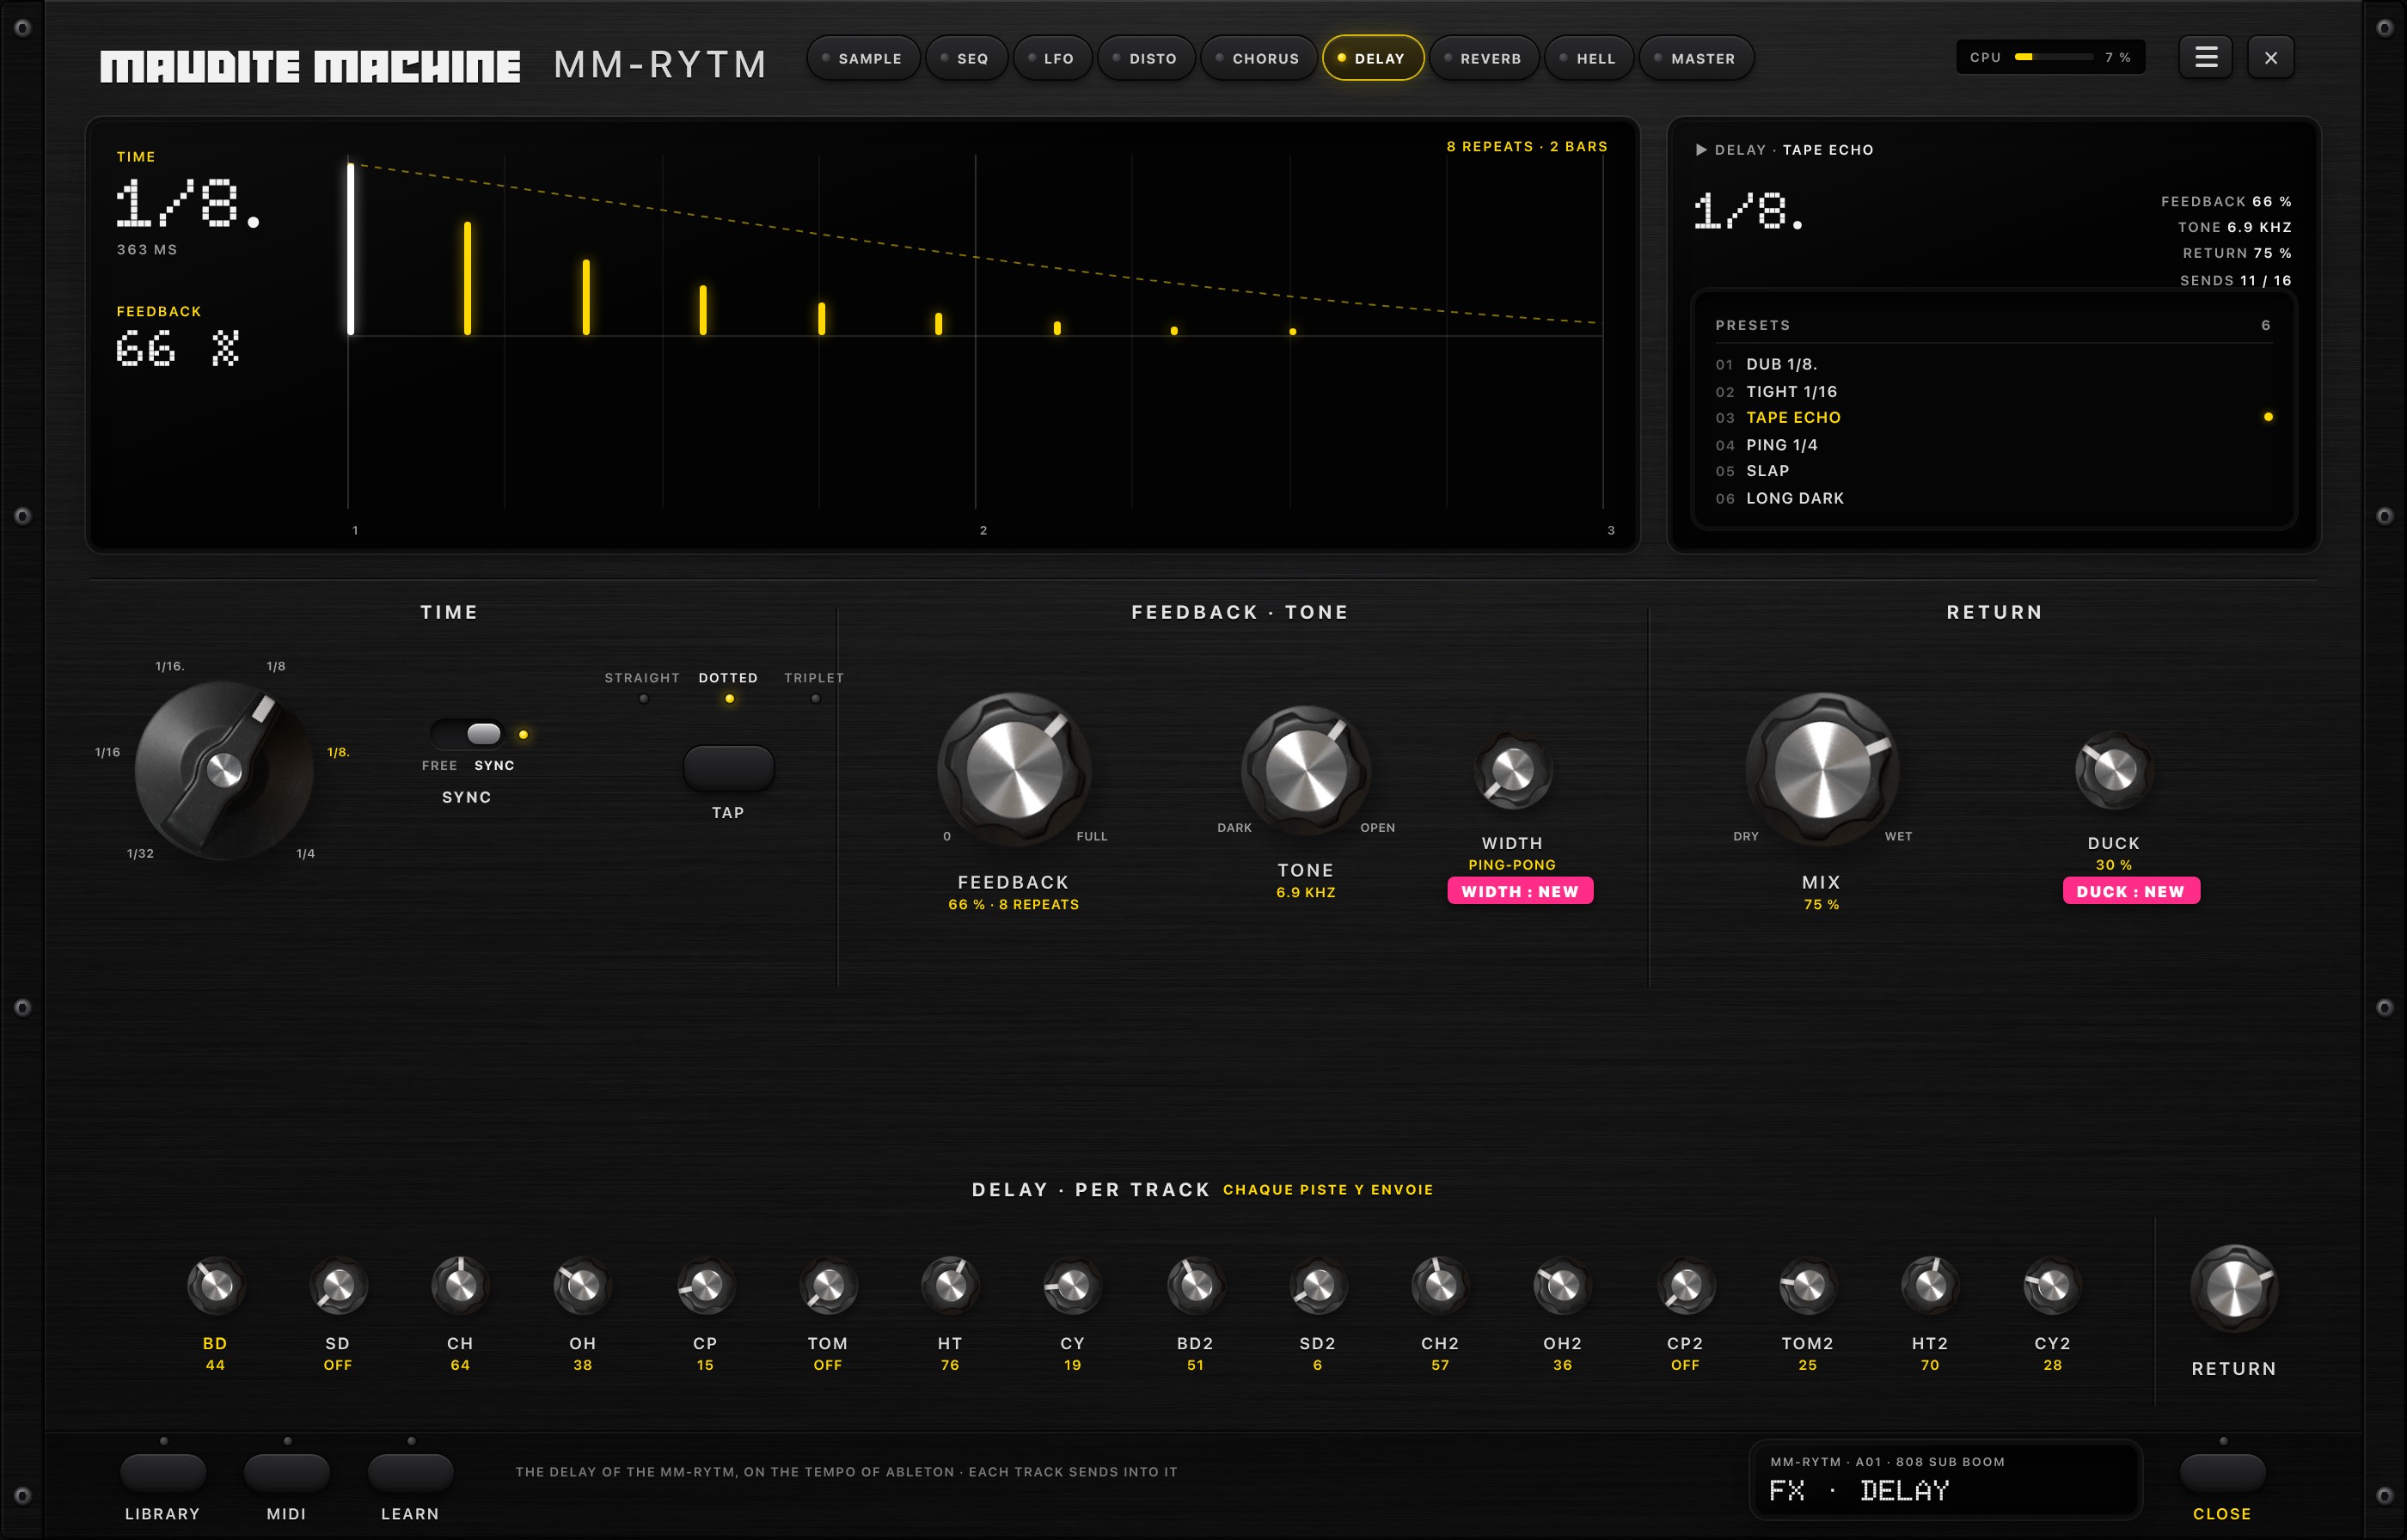 MAUDITE MACHINE MM-RYTM
SAMPLE SEQ LFO DISTO CHORUS DELAY REVERB HELL MASTER
CPU 7 %
TIME
1/8.
363 MS
FEEDBACK
66 %
8 REPEATS · 2 BARS
1 2 3
DELAY · TAPE ECHO
1/8.
FEEDBACK 66 %
TONE 6.9 KHZ
RETURN 75 %
SENDS 11 / 16
PRESETS 6
01 DUB 1/8.
02 TIGHT 1/16
03 TAPE ECHO
04 PING 1/4
05 SLAP
06 LONG DARK
TIME
1/16. 1/8
1/16 1/8.
1/32 1/4
FREE SYNC
SYNC
STRAIGHT DOTTED TRIPLET
TAP
FEEDBACK · TONE
0 FULL
FEEDBACK
66 % · 8 REPEATS
DARK OPEN
TONE
6.9 KHZ
WIDTH
PING-PONG
WIDTH : NEW
RETURN
DRY WET
MIX
75 %
DUCK
30 %
DUCK : NEW
DELAY · PER TRACK CHAQUE PISTE Y ENVOIE
BD SD CH OH CP TOM HT CY BD2 SD2 CH2 OH2 CP2 TOM2 HT2 CY2
44 OFF 64 38 15 OFF 76 19 51 6 57 36 OFF 25 70 28
RETURN
LIBRARY MIDI LEARN
THE DELAY OF THE MM-RYTM, ON THE TEMPO OF ABLETON · EACH TRACK SENDS INTO IT
MM-RYTM · A01 · 808 SUB BOOM
FX · DELAY
CLOSE